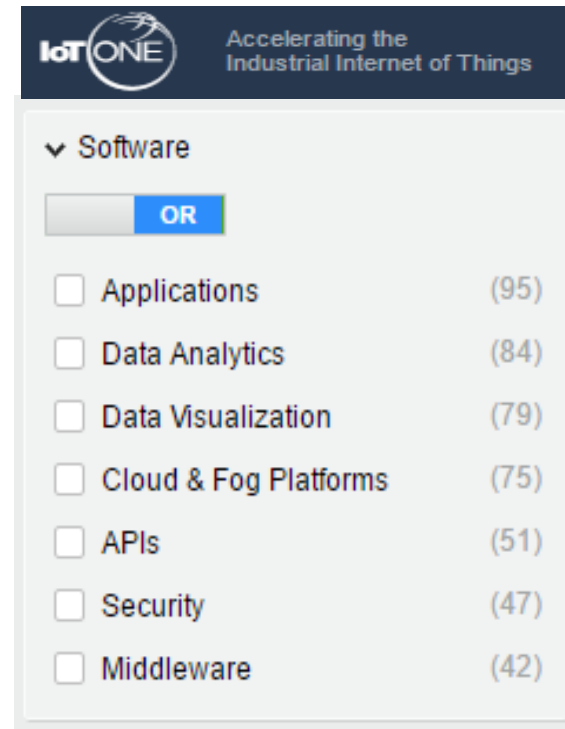 IoT ONE
Accelerating the
Industrial Internet of Things
Software
OR
Applications (95)
Data Analytics (84)
Data Visualization (79)
Cloud & Fog Platforms (75)
APIs (51)
Security (47)
Middleware (42)